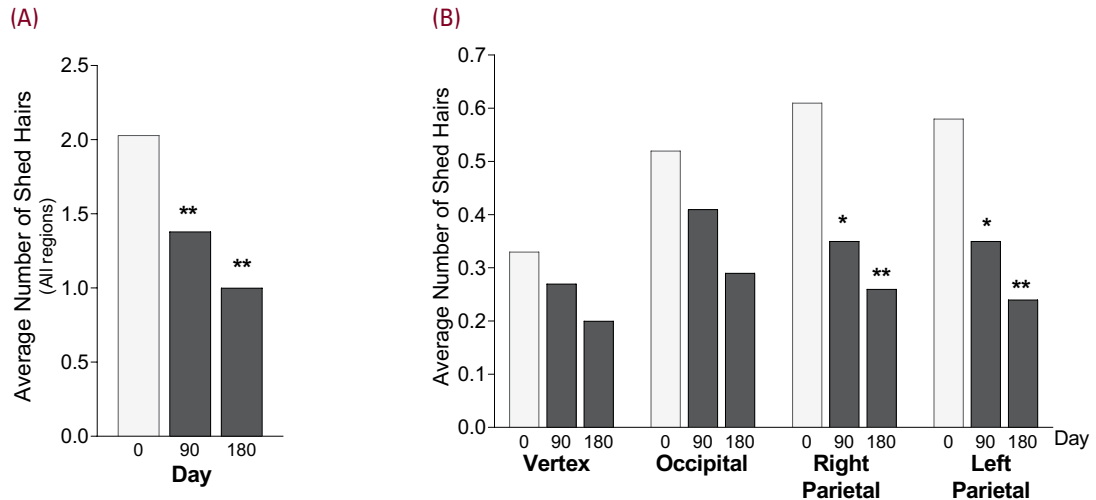 (A)
Average Number of Shed Hairs
(All regions)
2.5
2.0
1.5
1.0
0.5
0.0
**
**
0 90 180
Day
(B)
Average Number of Shed Hairs
0.7
0.6
0.5
0.4
0.3
0.2
0.1
0.0
*
**
*
**
0 90 180 0 90 180 0 90 180 0 90 180 Day
Vertex Occipital Right Left
Parietal Parietal